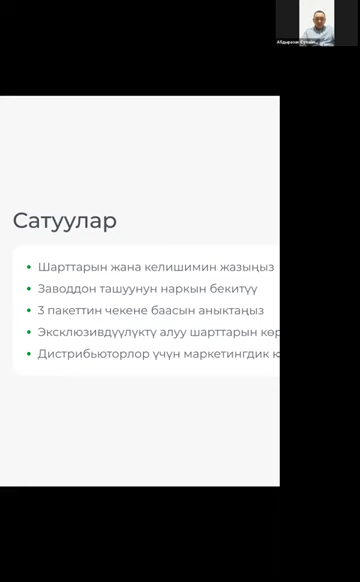 Сатуулар
Шарттарын жана келишимин жазыңыз
Заводдон ташуунун наркын бекитүү
3 пакеттин чекене баасын аныктаңыз
Эксклюзивдүүлүктү алуу шарттарын көр
Дистрибьюторлор үчүн маркетингдик к